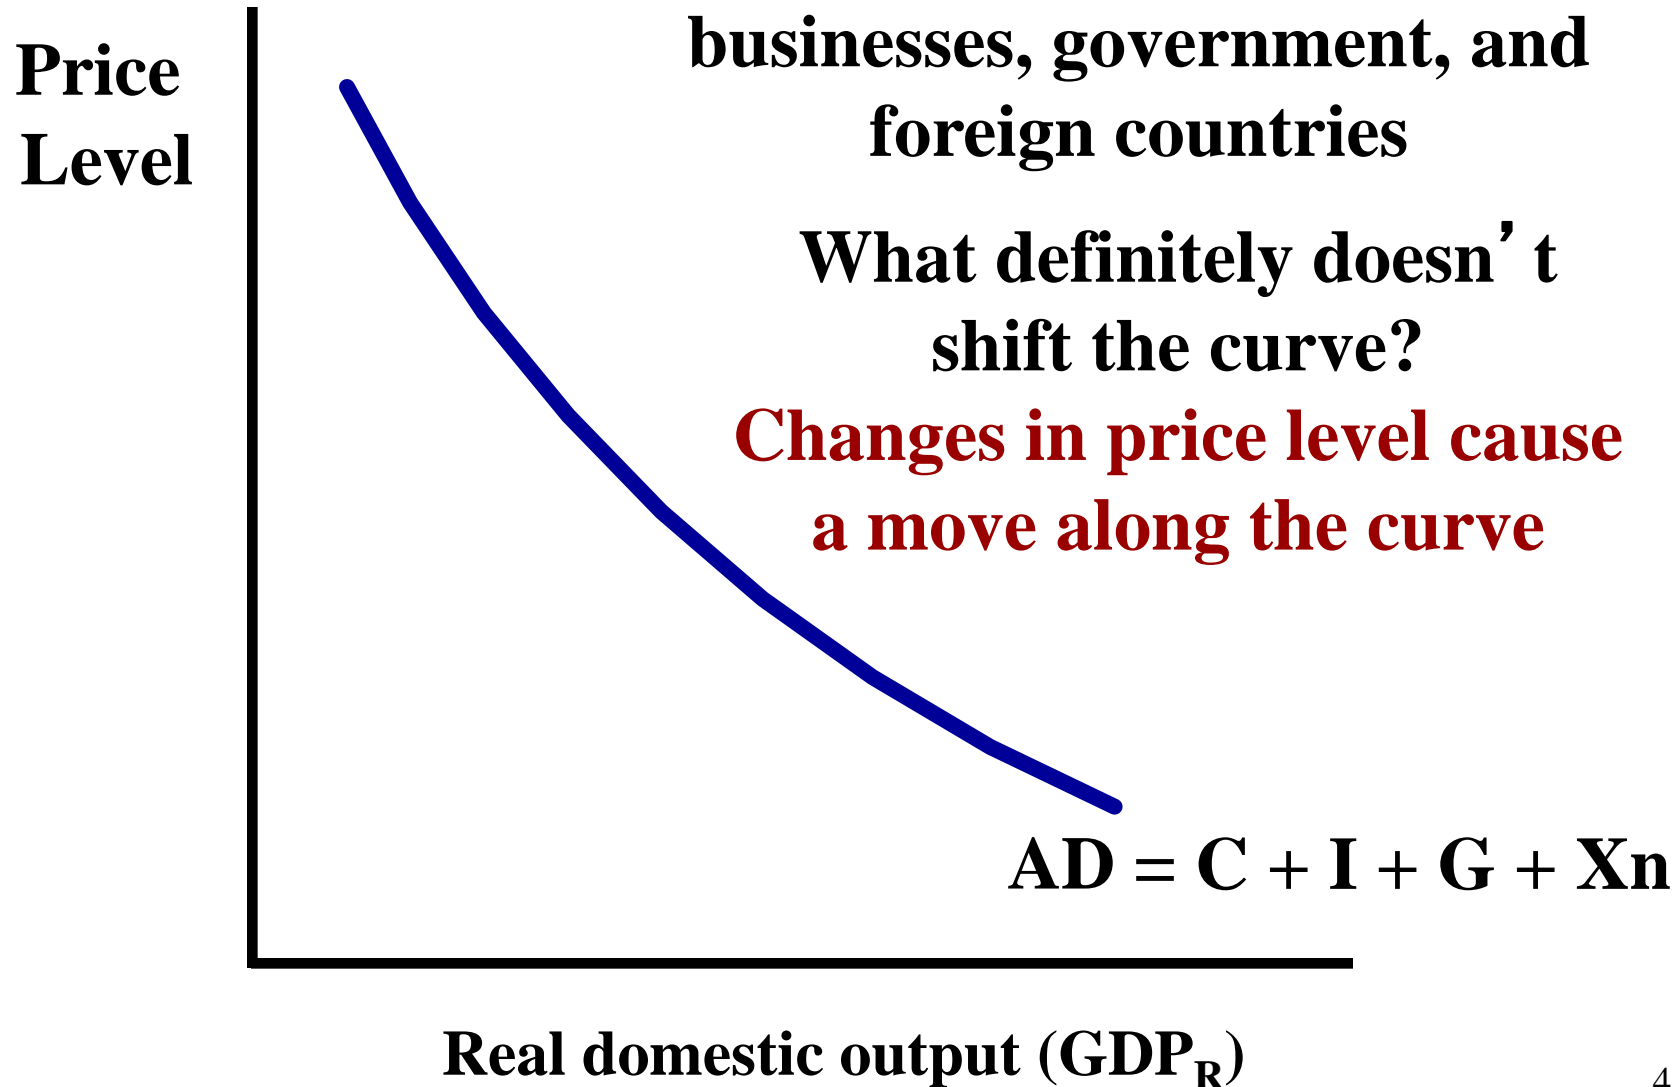 Price
Level
businesses, government, and
foreign countries
What definitely doesn’t
shift the curve?
Changes in price level cause
a move along the curve
AD = C + I + G + Xn
Real domestic output (GDPR)
4